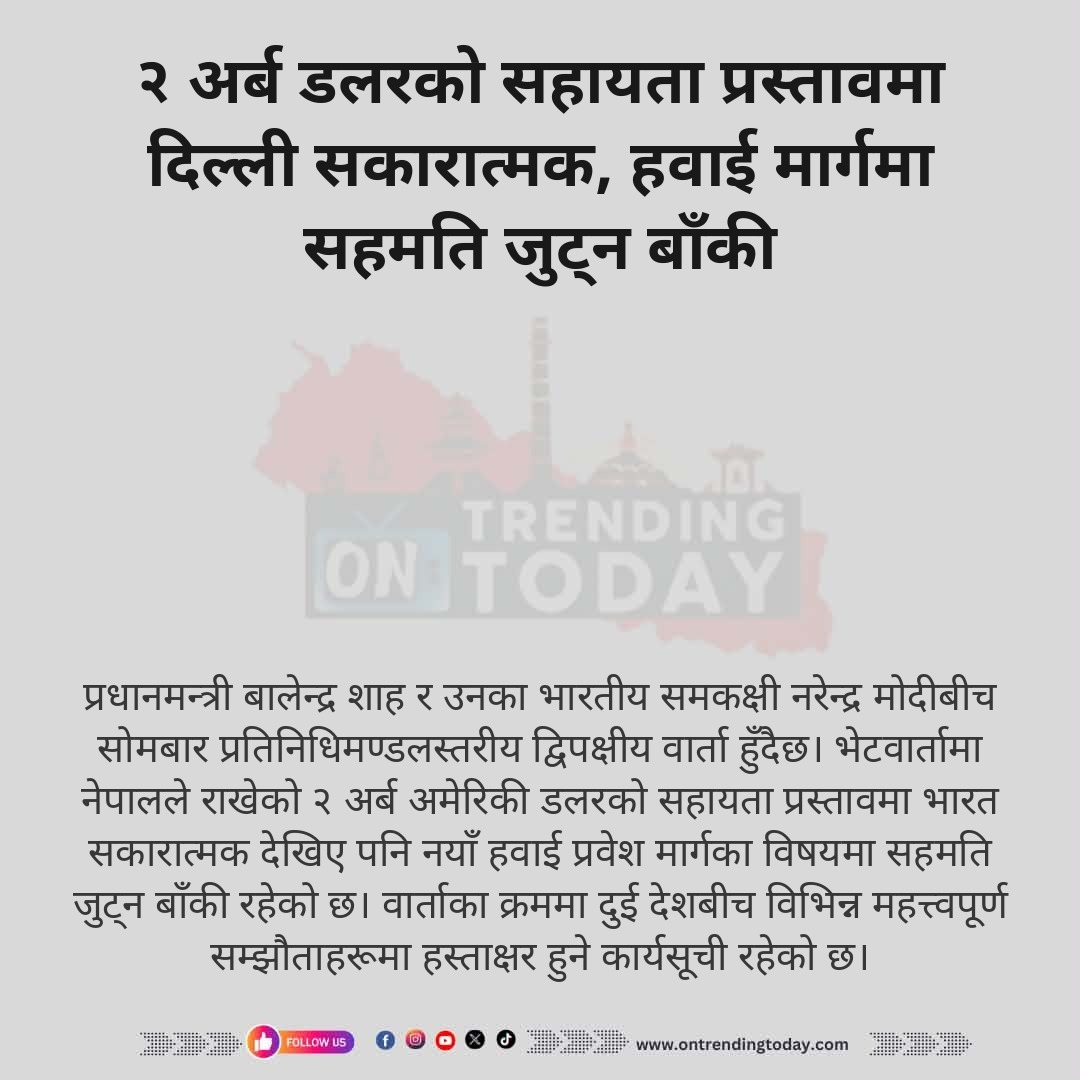 २ अर्ब डलरको सहायता प्रस्तावमा
दिल्ली सकारात्मक, हवाई मार्गमा
सहमति जुट्न बाँकी
TRENDING
ON TODAY
प्रधानमन्त्री बालेन्द्र शाह र उनका भारतीय समकक्षी नरेन्द्र मोदीबीच
सोमबार प्रतिनिधिमण्डलस्तरीय द्विपक्षीय वार्ता हुँदैछ। भेटवार्तामा
नेपालले राखेको २ अर्ब अमेरिकी डलरको सहायता प्रस्तावमा भारत
सकारात्मक देखिए पनि नयाँ हवाई प्रवेश मार्गका विषयमा सहमति
जुट्न बाँकी रहेको छ। वार्ताका क्रममा दुई देशबीच विभिन्न महत्त्वपूर्ण
सम्झौताहरूमा हस्ताक्षर हुने कार्यसूची रहेको छ।
FOLLOW US www.ontrendingtoday.com